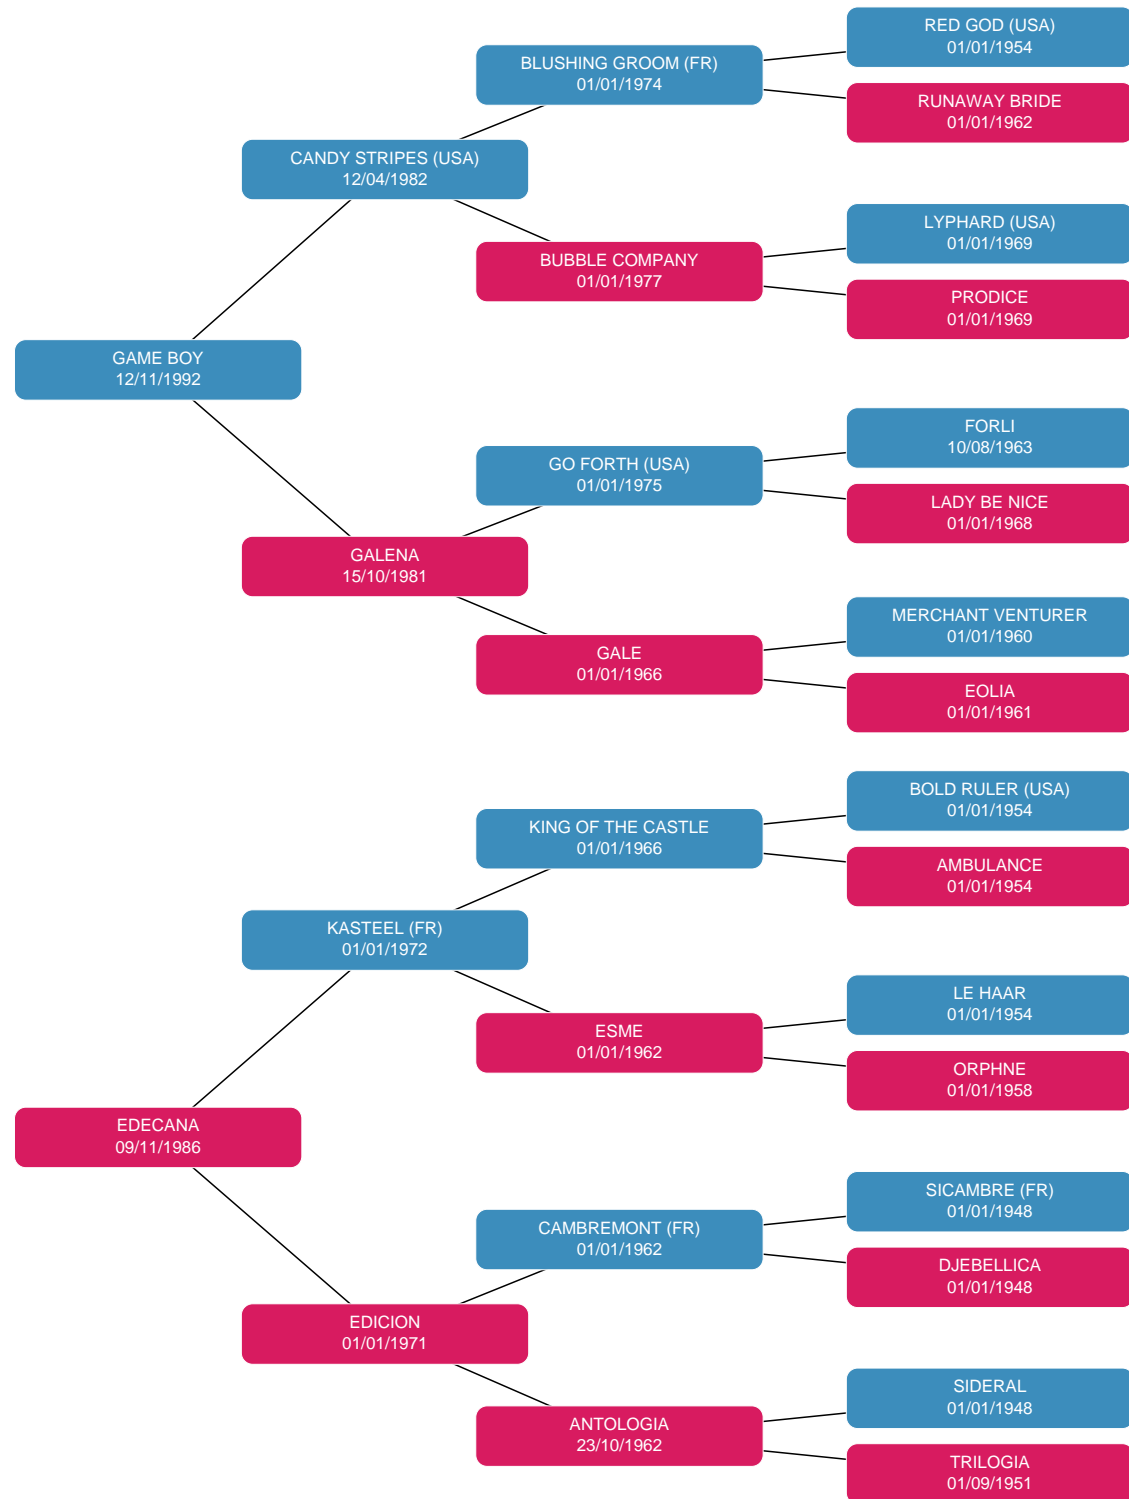 RED GOD (USA)
01/01/1954
BLUSHING GROOM (FR)
01/01/1974
RUNAWAY BRIDE
01/01/1962
CANDY STRIPES (USA)
12/04/1982
LYPHARD (USA)
01/01/1969
BUBBLE COMPANY
01/01/1977
PRODICE
01/01/1969
GAME BOY
12/11/1992
FORLI
10/08/1963
GO FORTH (USA)
01/01/1975
LADY BE NICE
01/01/1968
GALENA
15/10/1981
MERCHANT VENTURER
01/01/1960
GALE
01/01/1966
EOLIA
01/01/1961
BOLD RULER (USA)
01/01/1954
KING OF THE CASTLE
01/01/1966
AMBULANCE
01/01/1954
KASTEEL (FR)
01/01/1972
LE HAAR
01/01/1954
ESME
01/01/1962
ORPHNE
01/01/1958
EDECANA
09/11/1986
SICAMBRE (FR)
01/01/1948
CAMBREMONT (FR)
01/01/1962
DJEBELLICA
01/01/1948
EDICION
01/01/1971
SIDERAL
01/01/1948
ANTOLOGIA
23/10/1962
TRILOGIA
01/09/1951